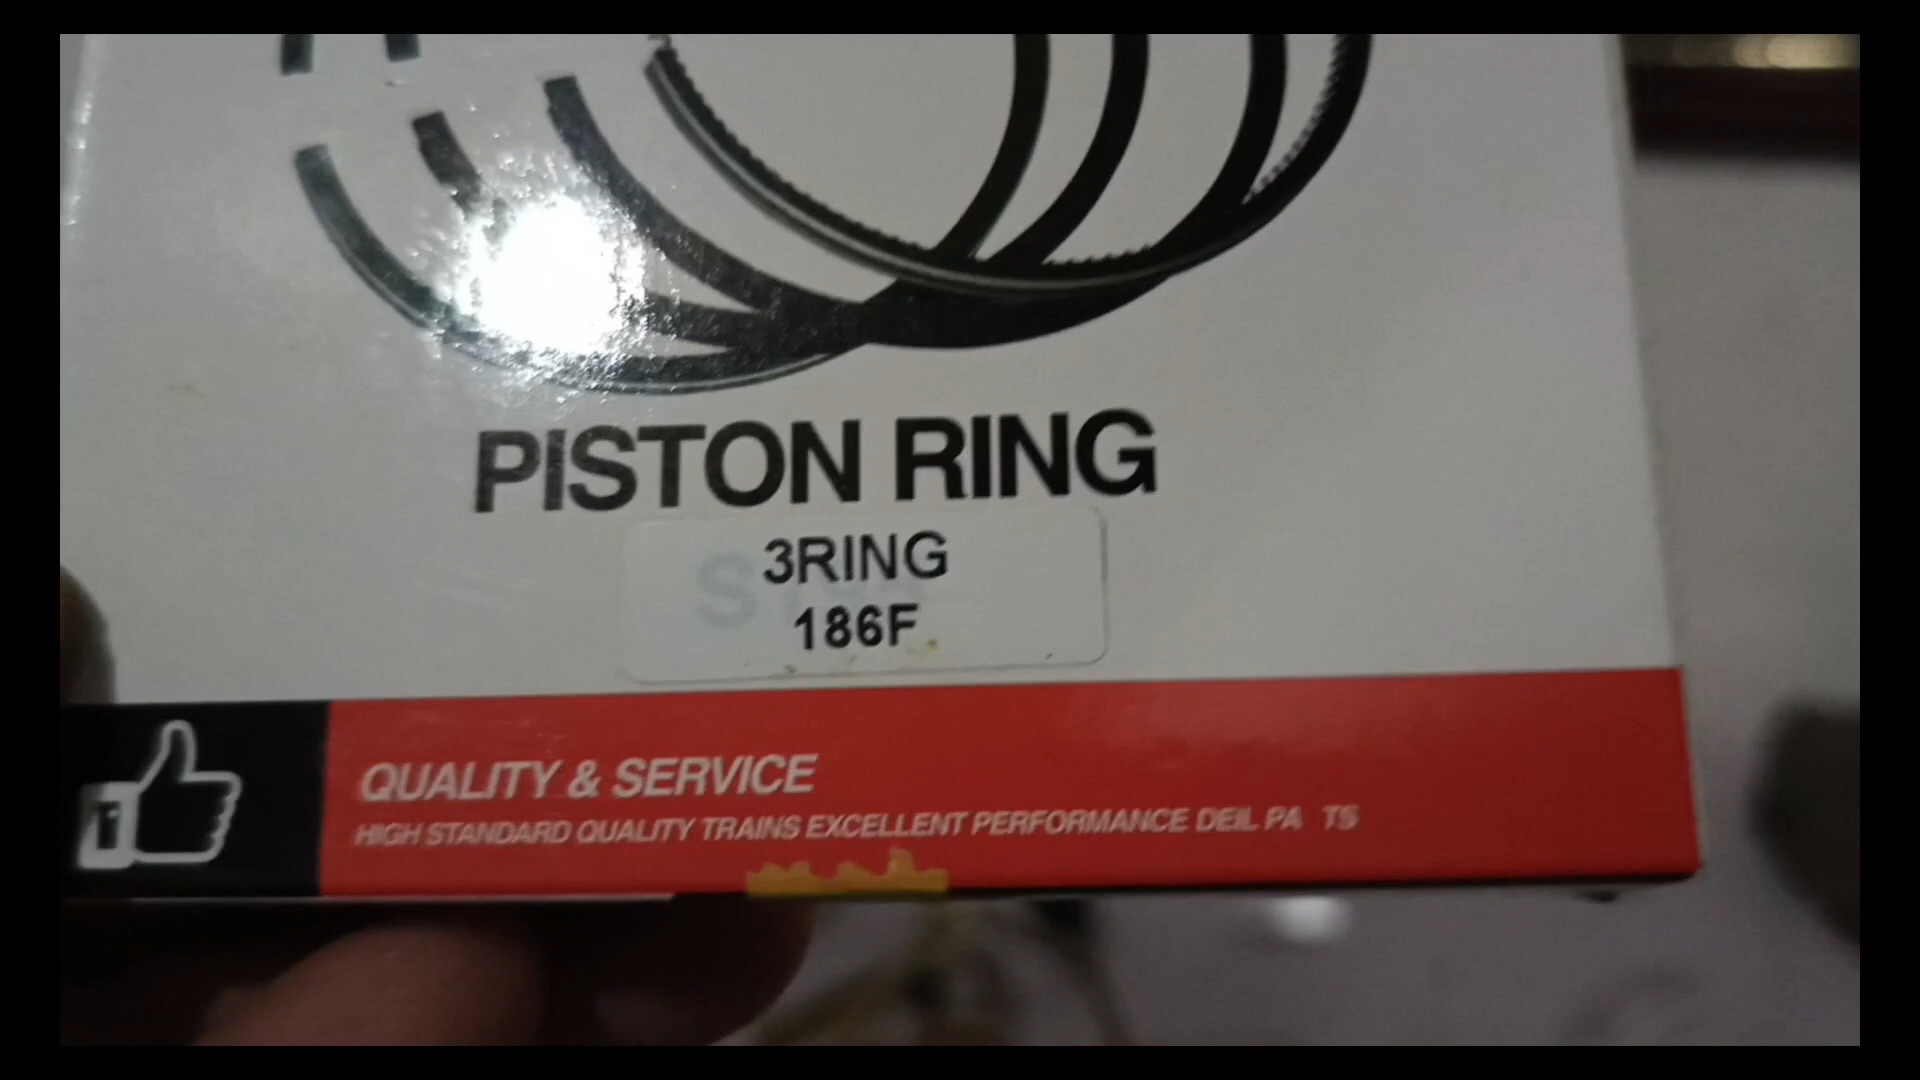 PISTON RING
3RING
186F
QUALITY & SERVICE
HIGH STANDARD QUALITY TRAINS EXCELLENT PERFORMANCE DEIL PA TS